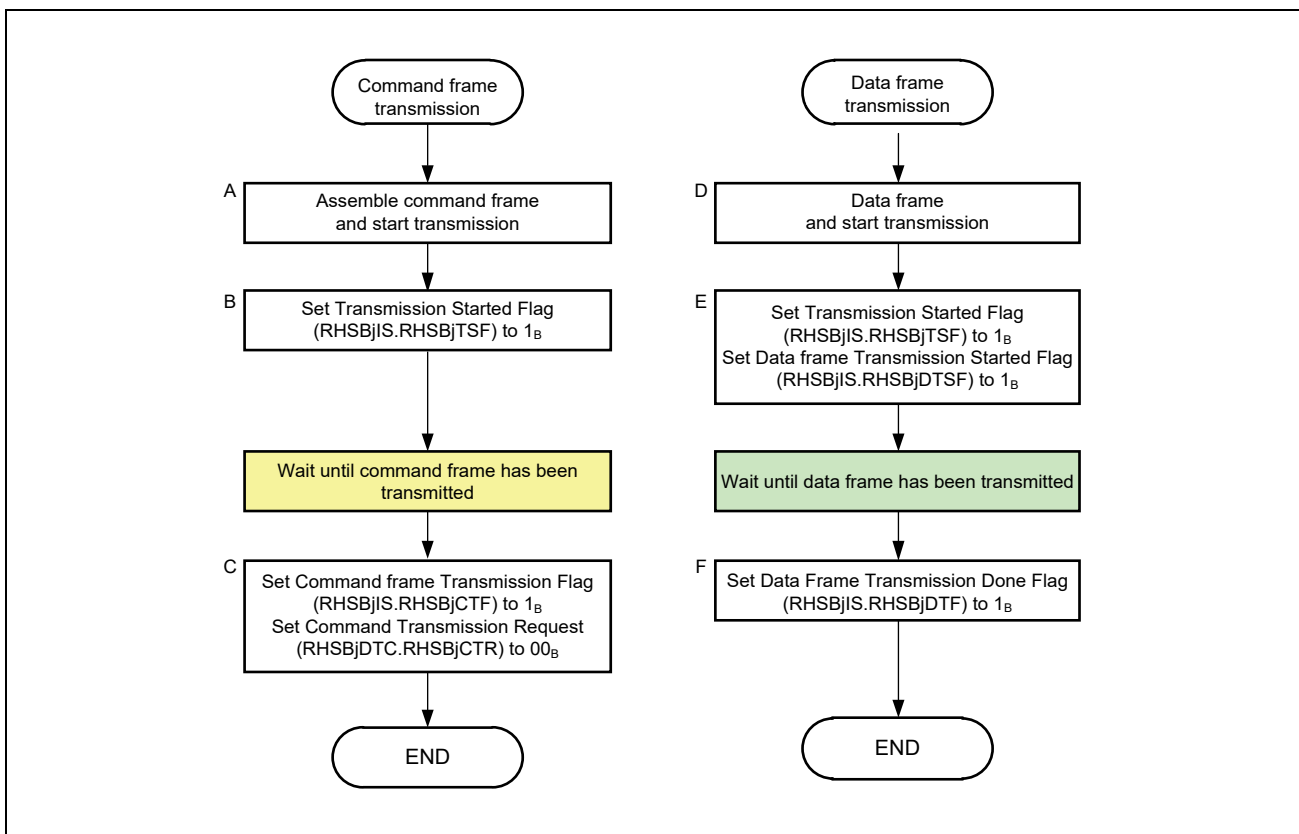 Command frame
transmission
A
Assemble command frame
and start transmission
B
Set Transmission Started Flag
(RHSBjIS.RHSBjTSF) to 1B
Wait until command frame has been
transmitted
C
Set Command frame Transmission Flag
(RHSBjIS.RHSBjCTF) to 1B
Set Command Transmission Request
(RHSBjDTC.RHSBjCTR) to 00B
END
Data frame
transmission
D
Data frame
and start transmission
E
Set Transmission Started Flag
(RHSBjIS.RHSBjTSF) to 1B
Set Data frame Transmission Started Flag
(RHSBjIS.RHSBjDTSF) to 1B
Wait until data frame has been transmitted
F
Set Data Frame Transmission Done Flag
(RHSBjIS.RHSBjDTF) to 1B
END